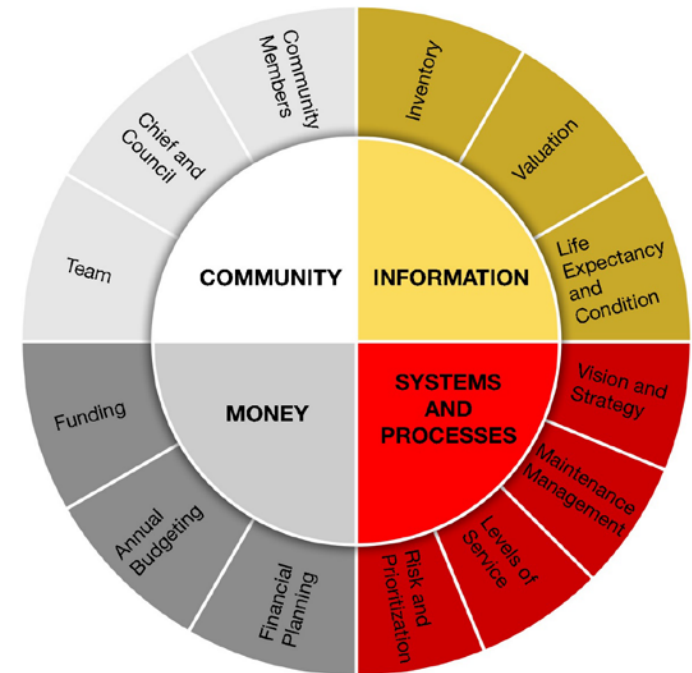 COMMUNITY
Community
Members
Chief and
Council
Team
INFORMATION
Inventory
Valuation
Life
Expectancy
and
Condition
SYSTEMS
AND
PROCESSES
Vision and
Strategy
Maintenance
Management
Levels of
Service
Risk and
Prioritization
MONEY
Financial
Planning
Annual
Budgeting
Funding